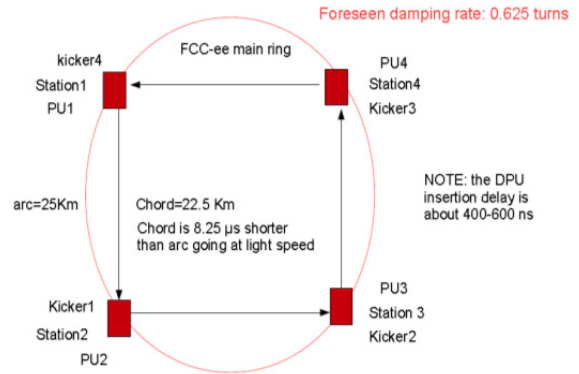 Foreseen damping rate: 0.625 turns
FCC-ee main ring
kicker4
Station1
PU1
PU4
Station4
Kicker3
arc=25Km
Chord=22.5 Km
Chord is 8.25 µs shorter
than arc going at light speed
NOTE: the DPU
insertion delay is
about 400-600 ns
Kicker1
Station2
PU2
PU3
Station 3
Kicker2